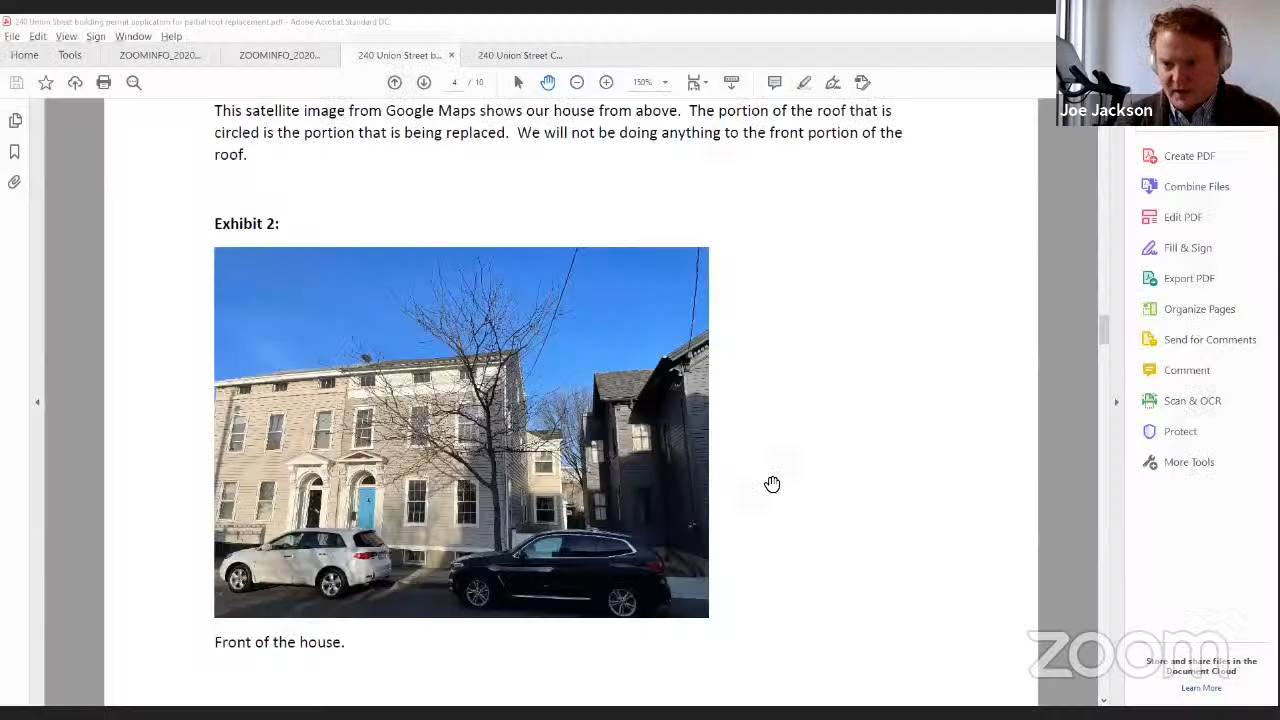 240 Union Street building permit application for partial roof replacement.pdf - Adobe Acrobat Standard DC
File Edit View Sign Window Help
Home Tools ZOOMINFO_2020... ZOOMINFO_2020... 240 Union Street b... × 240 Union Street C...
4 / 10 150%
Joe Jackson
This satellite image from Google Maps shows our house from above. The portion of the roof that is
circled is the portion that is being replaced. We will not be doing anything to the front portion of the
roof.
Exhibit 2:
Front of the house.
Create PDF
Combine Files
Edit PDF
Fill & Sign
Export PDF
Organize Pages
Send for Comments
Comment
Scan & OCR
Protect
More Tools
Store and share files in the
Document Cloud
Learn More
zoom